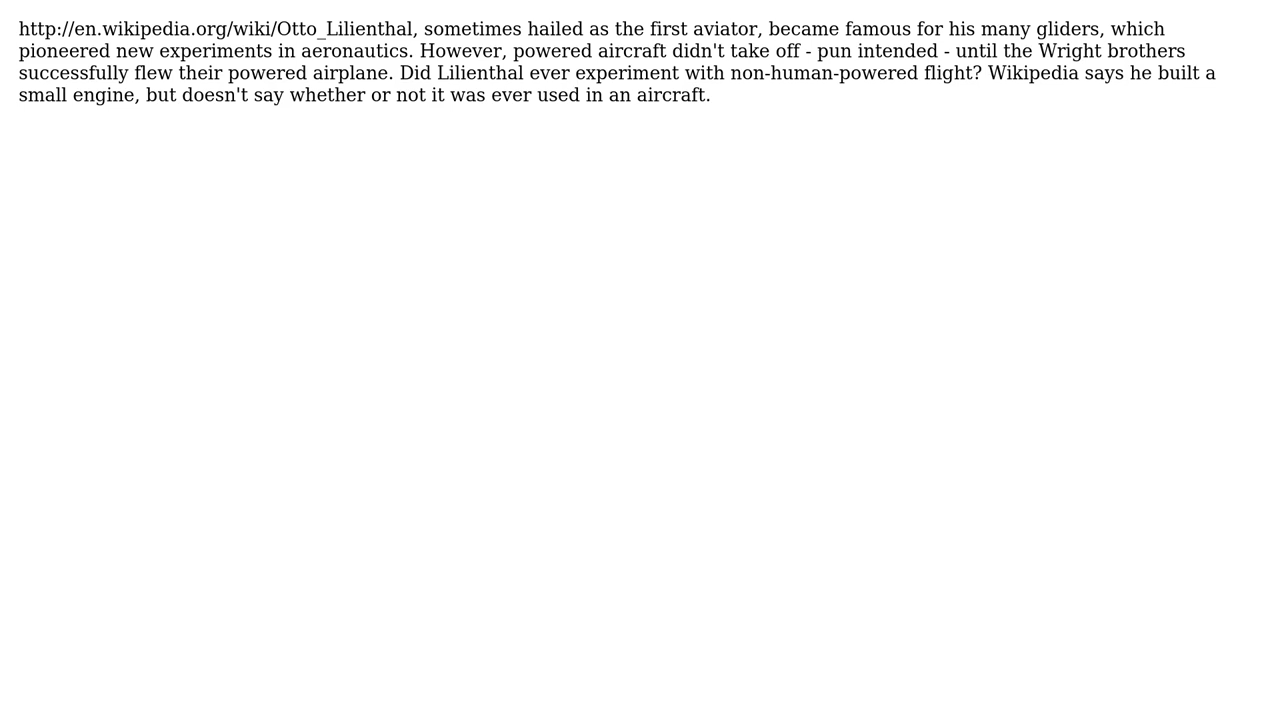 http://en.wikipedia.org/wiki/Otto_Lilienthal, sometimes hailed as the first aviator, became famous for his many gliders, which
pioneered new experiments in aeronautics. However, powered aircraft didn't take off - pun intended - until the Wright brothers
successfully flew their powered airplane. Did Lilienthal ever experiment with non-human-powered flight? Wikipedia says he built a
small engine, but doesn't say whether or not it was ever used in an aircraft.